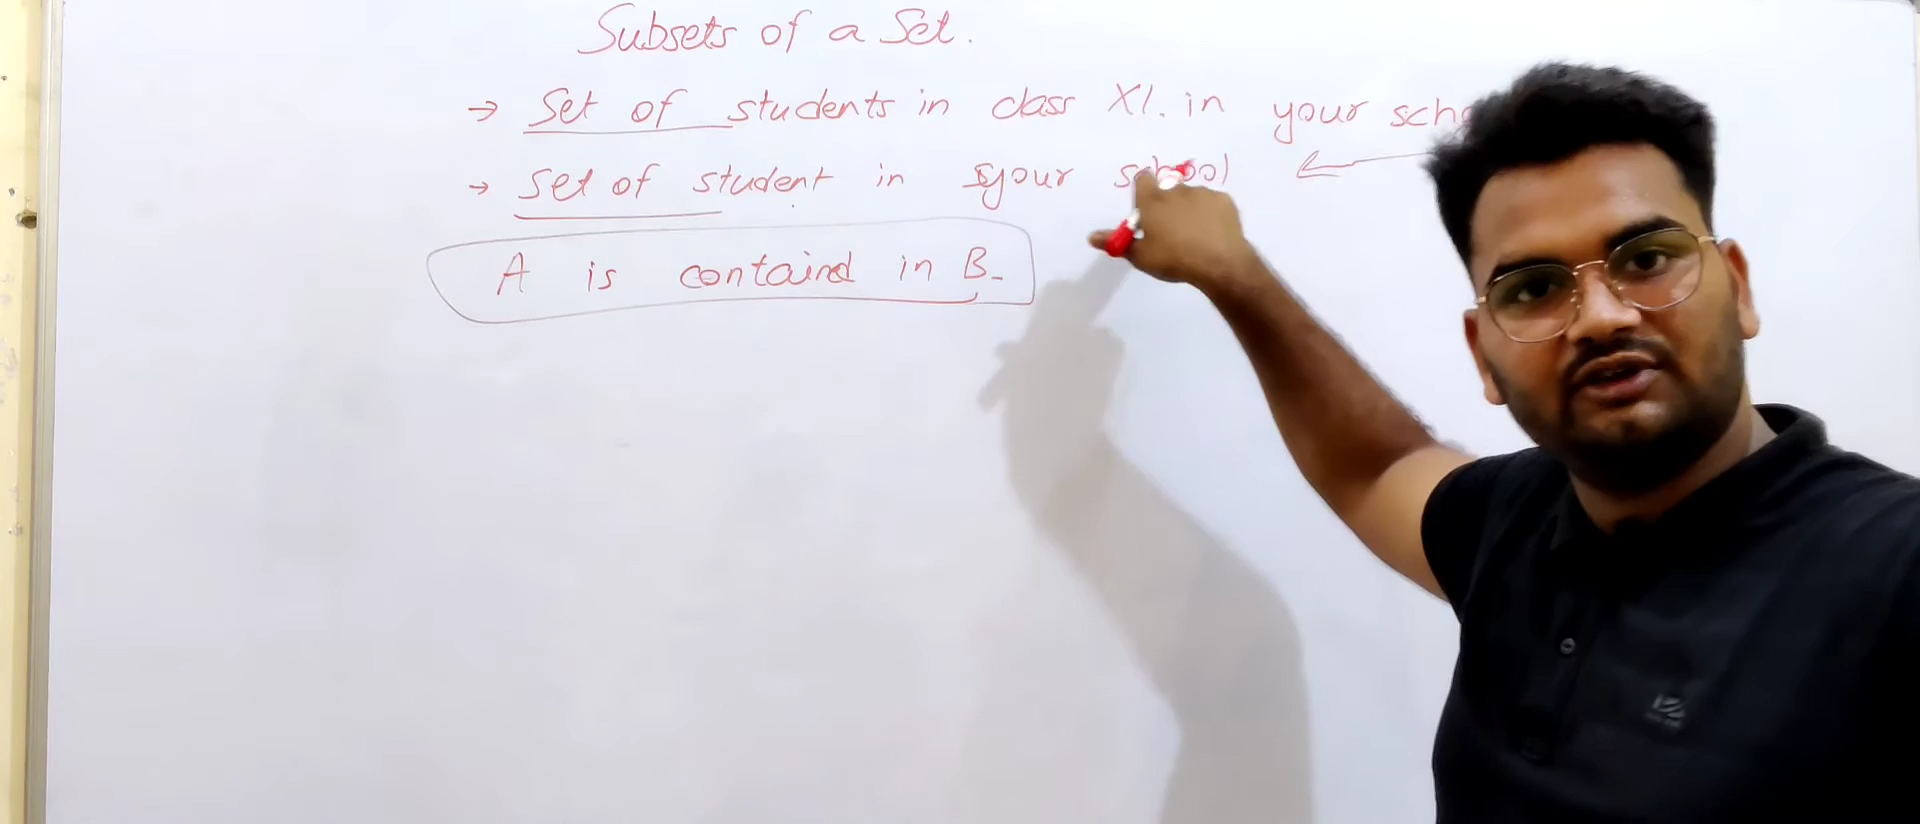 Subsets of a Set.
→ Set of students in class XI. in your
→ set of student in your school
A is containd in B-